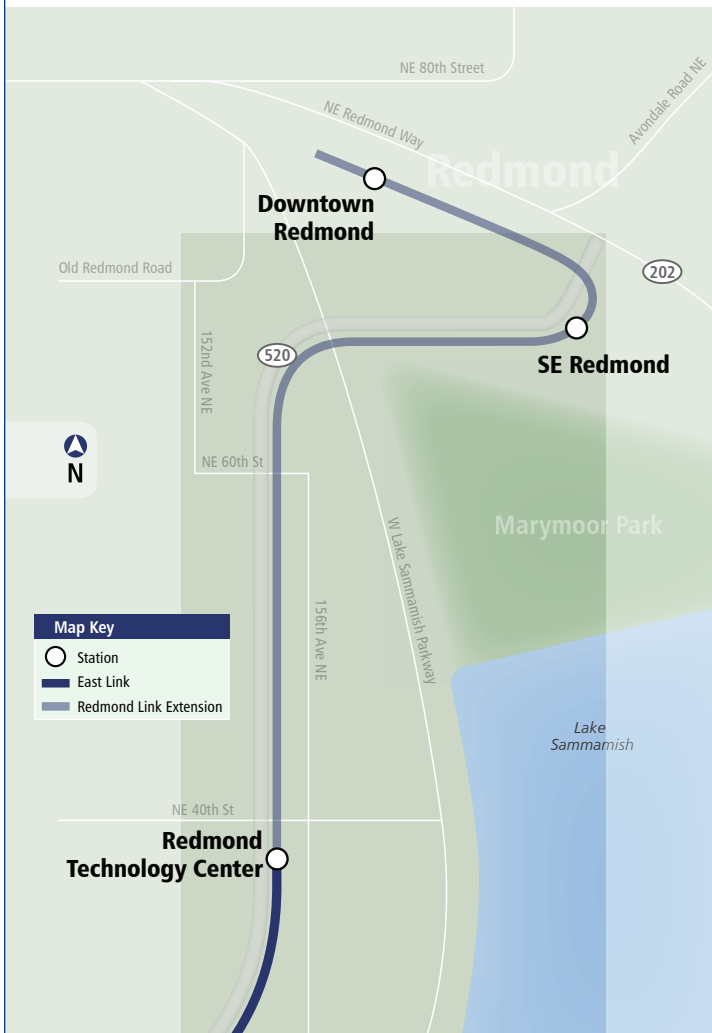 NE 80th Street
Avondale Road NE
NE Redmond Way
Redmond
Downtown
Redmond
Old Redmond Road
202
152nd Ave NE
520
SE Redmond
N
NE 60th St
W Lake Sammamish Parkway
Marymoor Park
156th Ave NE
Map Key
Station
East Link
Redmond Link Extension
Lake
Sammamish
NE 40th St
Redmond
Technology Center